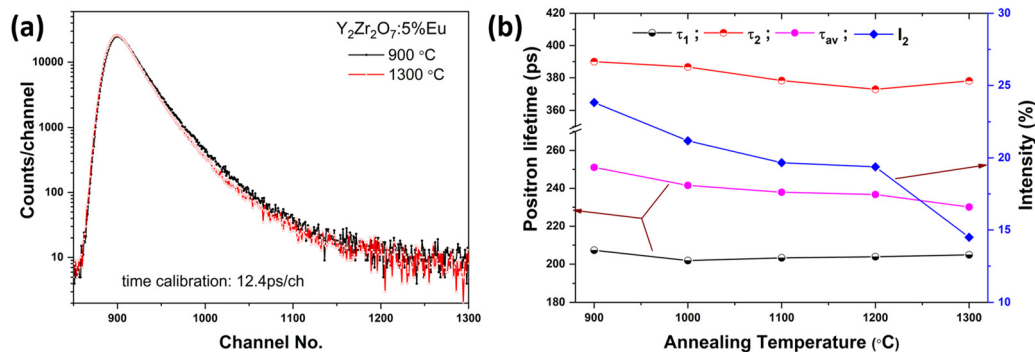 (a)
Y2Zr2O7:5%Eu
900 °C
1300 °C
10000
1000
100
10
Counts/channel
time calibration: 12.4ps/ch
900 1000 1100 1200 1300
Channel No.
(b)
τ1 ; τ2 ; τav ; I2
420
400
380
360
260
240
220
200
180
Positron lifetime (ps)
30
25
20
15
10
Intensity (%)
900 1000 1100 1200 1300
Annealing Temperature (°C)